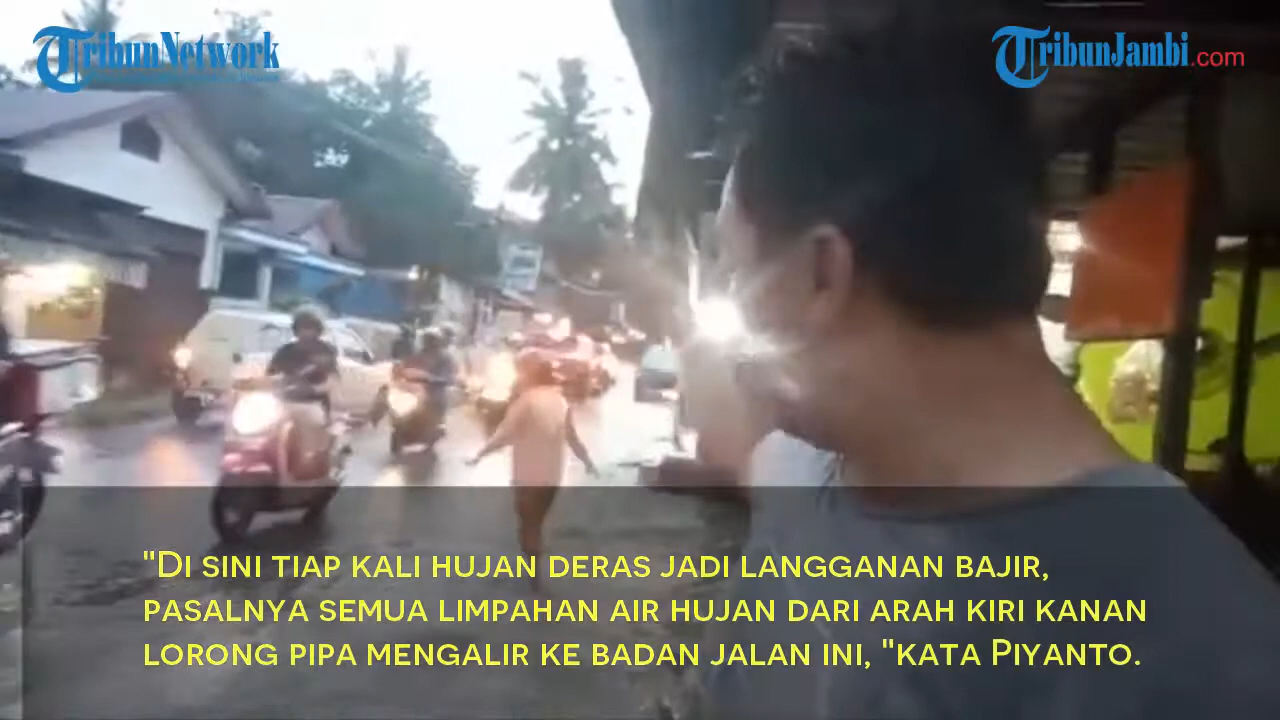 TribunNetwork
TribunJambi.com
"Di sini tiap kali hujan deras jadi langganan bajir,
pasalnya semua limpahan air hujan dari arah kiri kanan
lorong pipa mengalir ke badan jalan ini, "kata Piyanto.